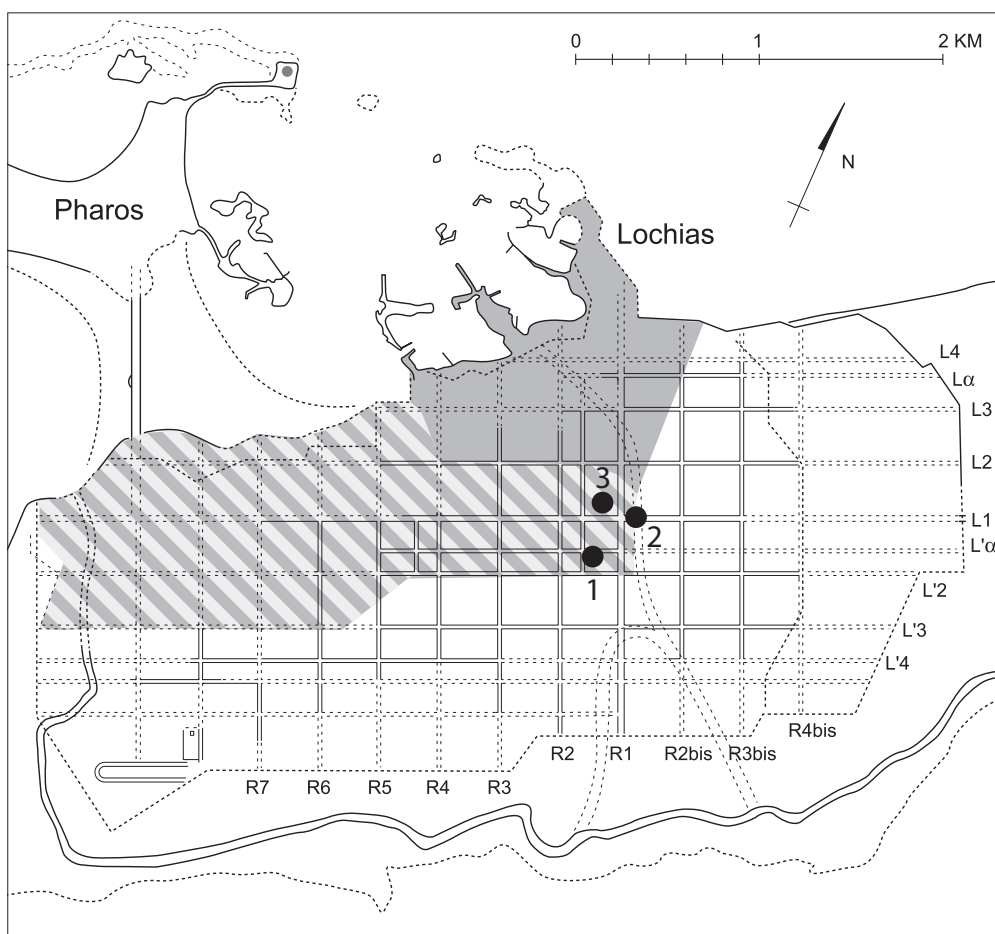 0 1 2 KM
N
Pharos
Lochias
L4
Lα
L3
L2
3
L1
2
L'α
1
L'2
L'3
L'4
R4bis
R2 R1 R2bis R3bis
R7 R6 R5 R4 R3